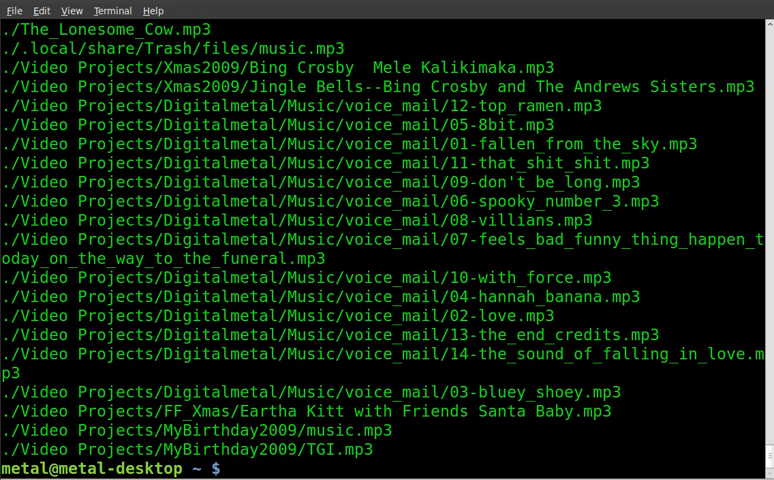 File Edit View Terminal Help
./The_Lonesome_Cow.mp3
./.local/share/Trash/files/music.mp3
./Video Projects/Xmas2009/Bing Crosby  Mele Kalikimaka.mp3
./Video Projects/Xmas2009/Jingle Bells--Bing Crosby and The Andrews Sisters.mp3
./Video Projects/Digitalmetal/Music/voice_mail/12-top_ramen.mp3
./Video Projects/Digitalmetal/Music/voice_mail/05-8bit.mp3
./Video Projects/Digitalmetal/Music/voice_mail/01-fallen_from_the_sky.mp3
./Video Projects/Digitalmetal/Music/voice_mail/11-that_shit_shit.mp3
./Video Projects/Digitalmetal/Music/voice_mail/09-don't_be_long.mp3
./Video Projects/Digitalmetal/Music/voice_mail/06-spooky_number_3.mp3
./Video Projects/Digitalmetal/Music/voice_mail/08-villians.mp3
./Video Projects/Digitalmetal/Music/voice_mail/07-feels_bad_funny_thing_happen_t
oday_on_the_way_to_the_funeral.mp3
./Video Projects/Digitalmetal/Music/voice_mail/10-with_force.mp3
./Video Projects/Digitalmetal/Music/voice_mail/04-hannah_banana.mp3
./Video Projects/Digitalmetal/Music/voice_mail/02-love.mp3
./Video Projects/Digitalmetal/Music/voice_mail/13-the_end_credits.mp3
./Video Projects/Digitalmetal/Music/voice_mail/14-the_sound_of_falling_in_love.m
p3
./Video Projects/Digitalmetal/Music/voice_mail/03-bluey_shoey.mp3
./Video Projects/FF_Xmas/Eartha Kitt with Friends Santa Baby.mp3
./Video Projects/MyBirthday2009/music.mp3
./Video Projects/MyBirthday2009/TGI.mp3
metal@metal-desktop ~ $